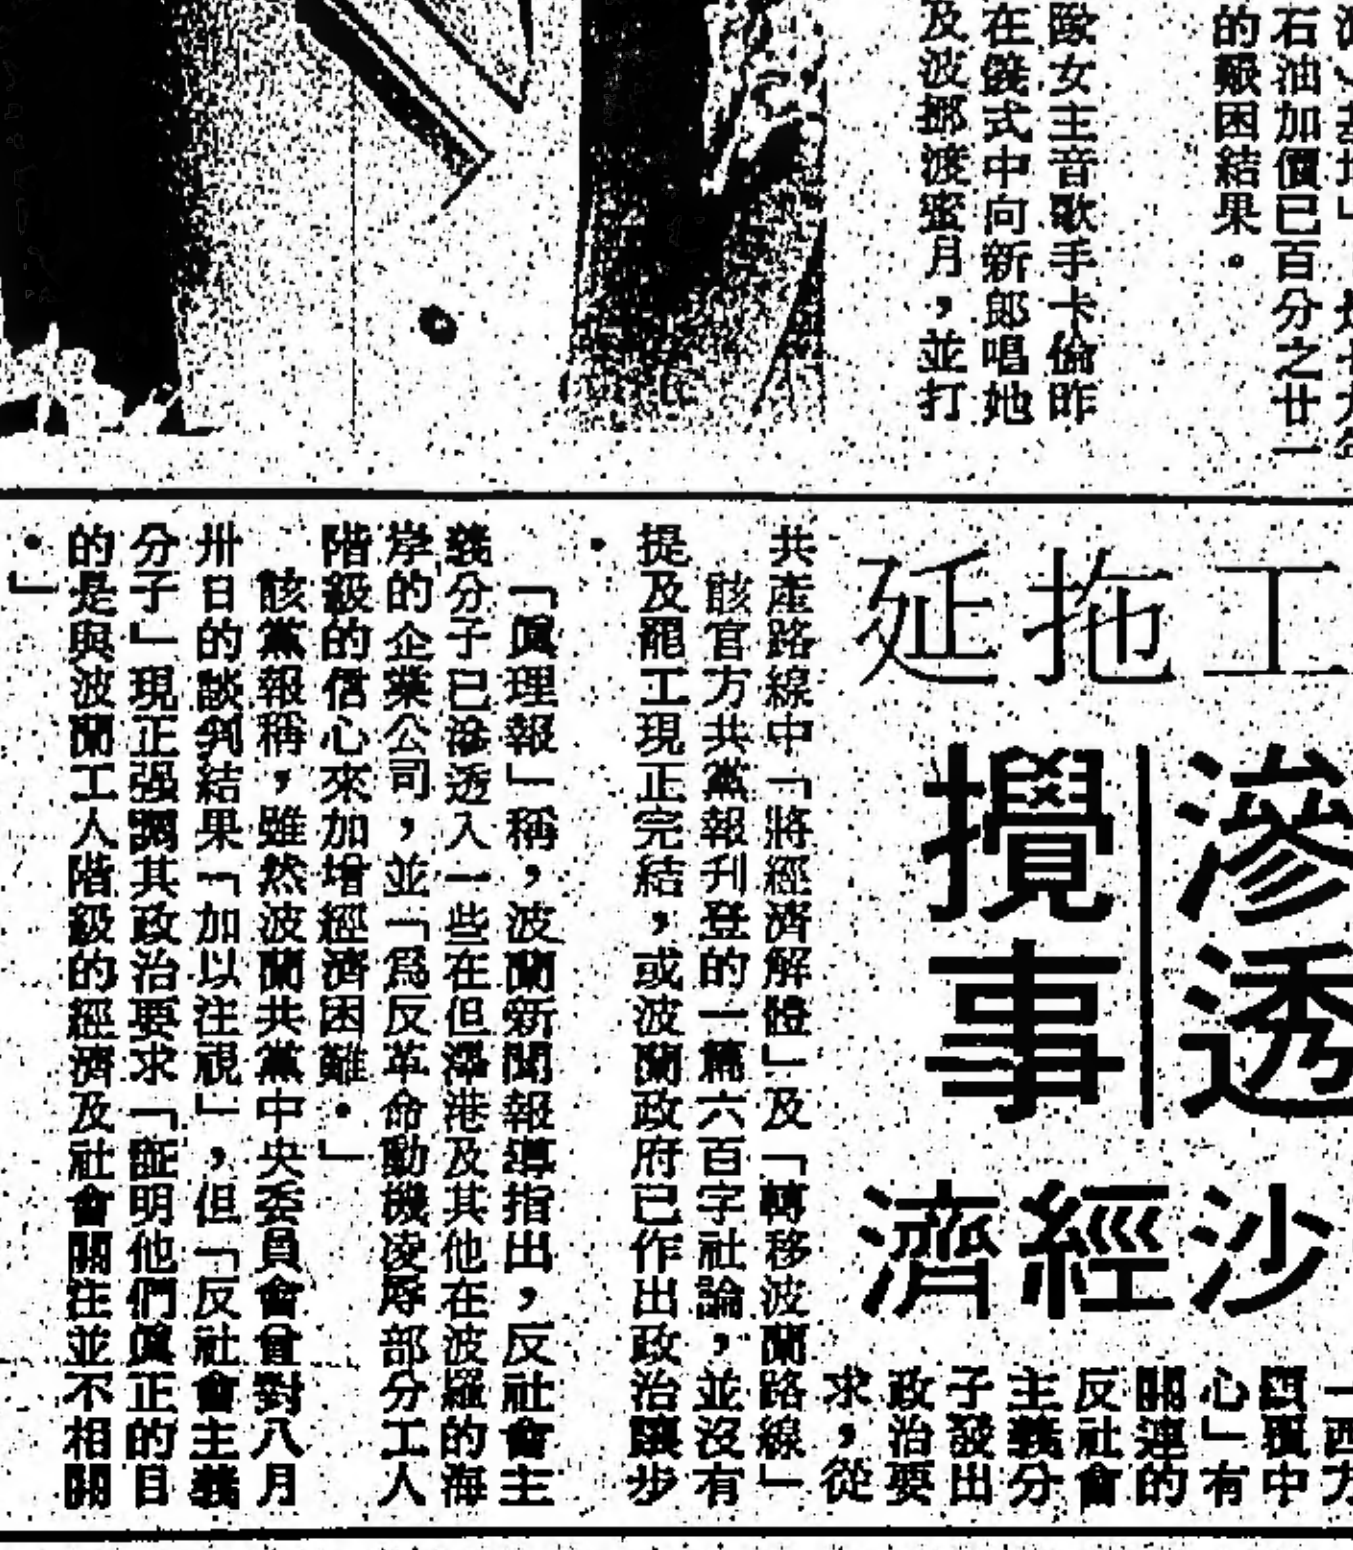 石油加價已百分之廿一
的艱困結果。
歐女主音歌手卡倫昨
在儀式中向新郎唱她
及波挪渡蜜月，並打
工拖延
滲透
攪事
沙經濟
顛覆中
心」有
關連的
反社會
主義分
子發出
政治要
求，從
共產路線中「將經濟解體」及「轉移波蘭路線」
該官方共黨報刊登的一篇六百字社論，並沒有
提及罷工現正完結，或波蘭政府已作出政治讓步
。
「眞理報」稱，波蘭新聞報導指出，反社會主
義分子已滲透入一些在但澤港及其他在波羅的海
岸的企業公司，並「爲反革命動機凌辱部分工人
階級的信心來加增經濟困難。」
該黨報稱，雖然波蘭共黨中央委員會曾對八月
卅日的談判結果「加以注視」，但「反社會主義
分子」現正强調其政治要求「証明他們眞正的目
的是與波蘭工人階級的經濟及社會關注並不相關
。」